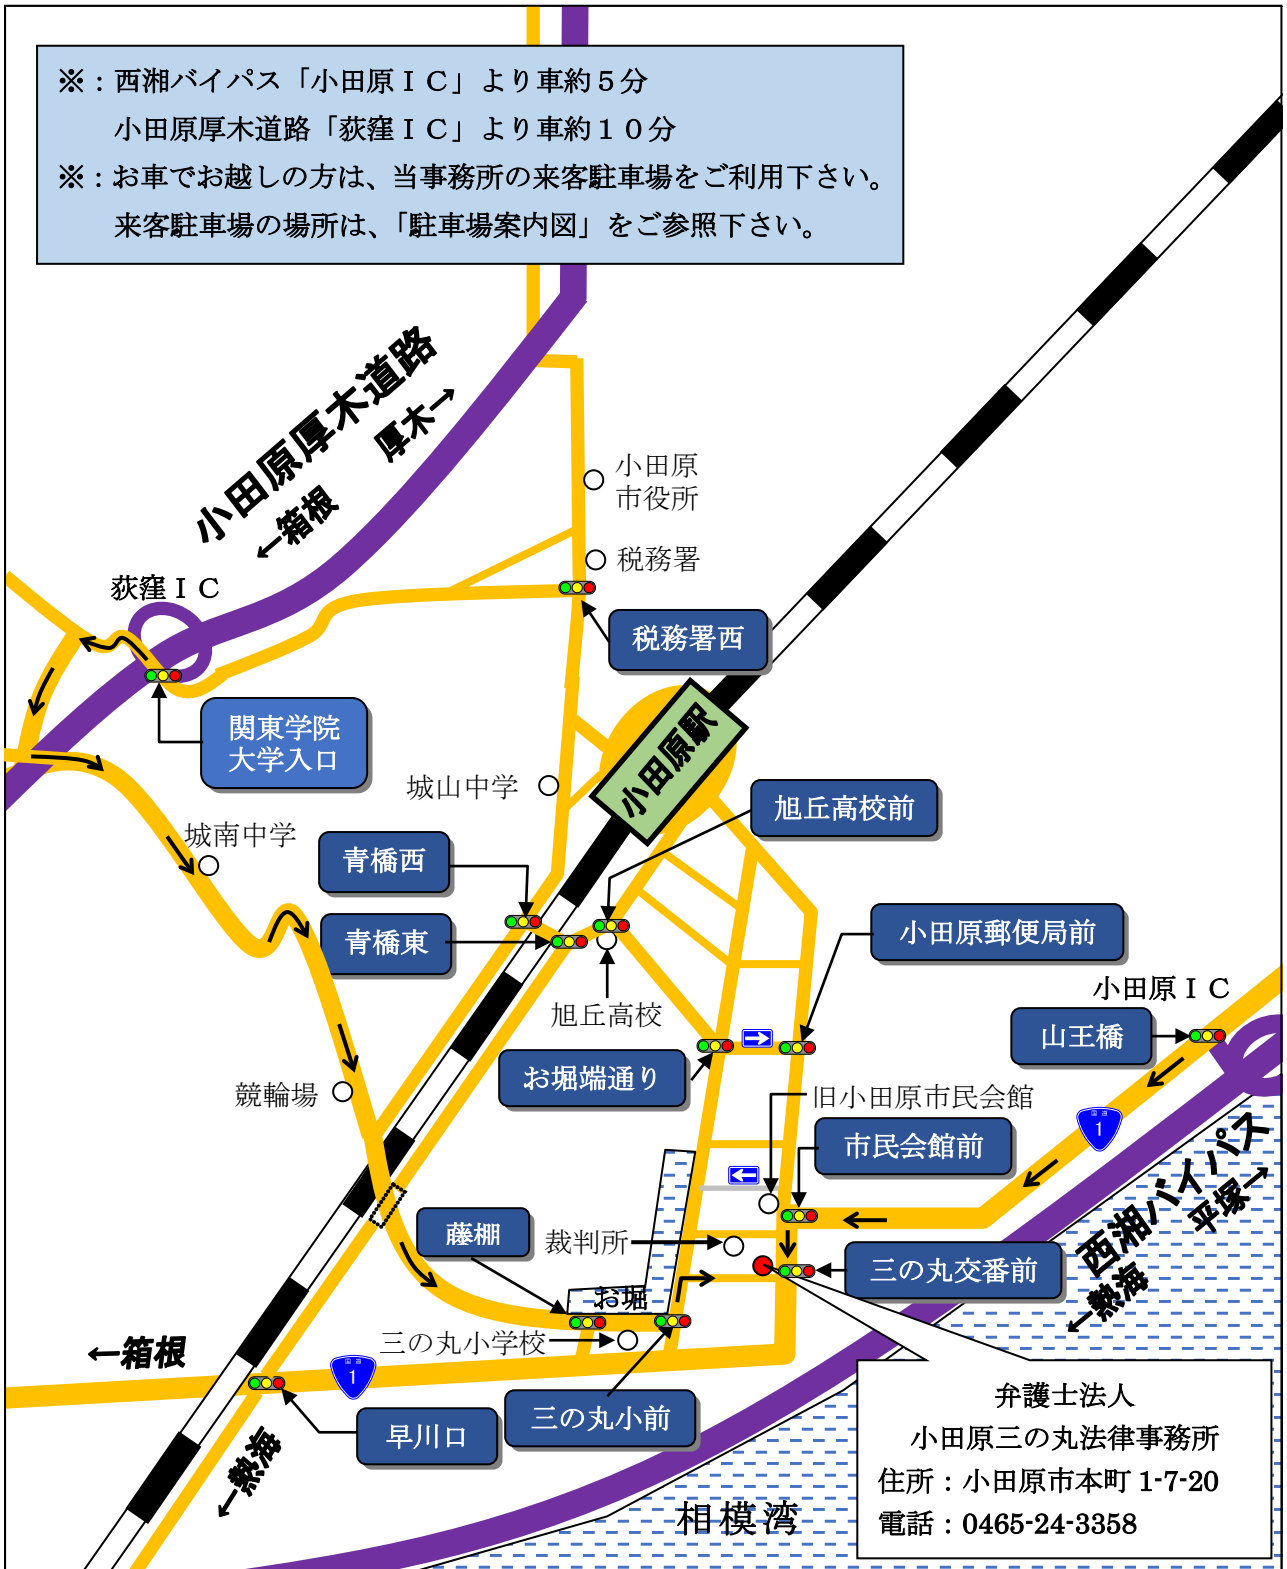 ※：西湘バイパス「小田原ＩＣ」より車約５分
小田原厚木道路「荻窪ＩＣ」より車約１０分
※：お車でお越しの方は、当事務所の来客駐車場をご利用下さい。
来客駐車場の場所は、「駐車場案内図」をご参照下さい。
小田原厚木道路
厚木→
←箱根
小田原
市役所
税務署
荻窪ＩＣ
税務署西
関東学院
大学入口
小田原駅
城山中学
旭丘高校前
城南中学
青橋西
青橋東
小田原郵便局前
小田原ＩＣ
旭丘高校
山王橋
お堀端通り
競輪場
旧小田原市民会館
国道
1
市民会館前
西湘バイパス
平塚→
←熱海
藤棚
裁判所
三の丸交番前
お堀
三の丸小学校
←箱根
国道
1
三の丸小前
早川口
←熱海
弁護士法人
小田原三の丸法律事務所
住所：小田原市本町 1-7-20
電話：0465-24-3358
相模湾